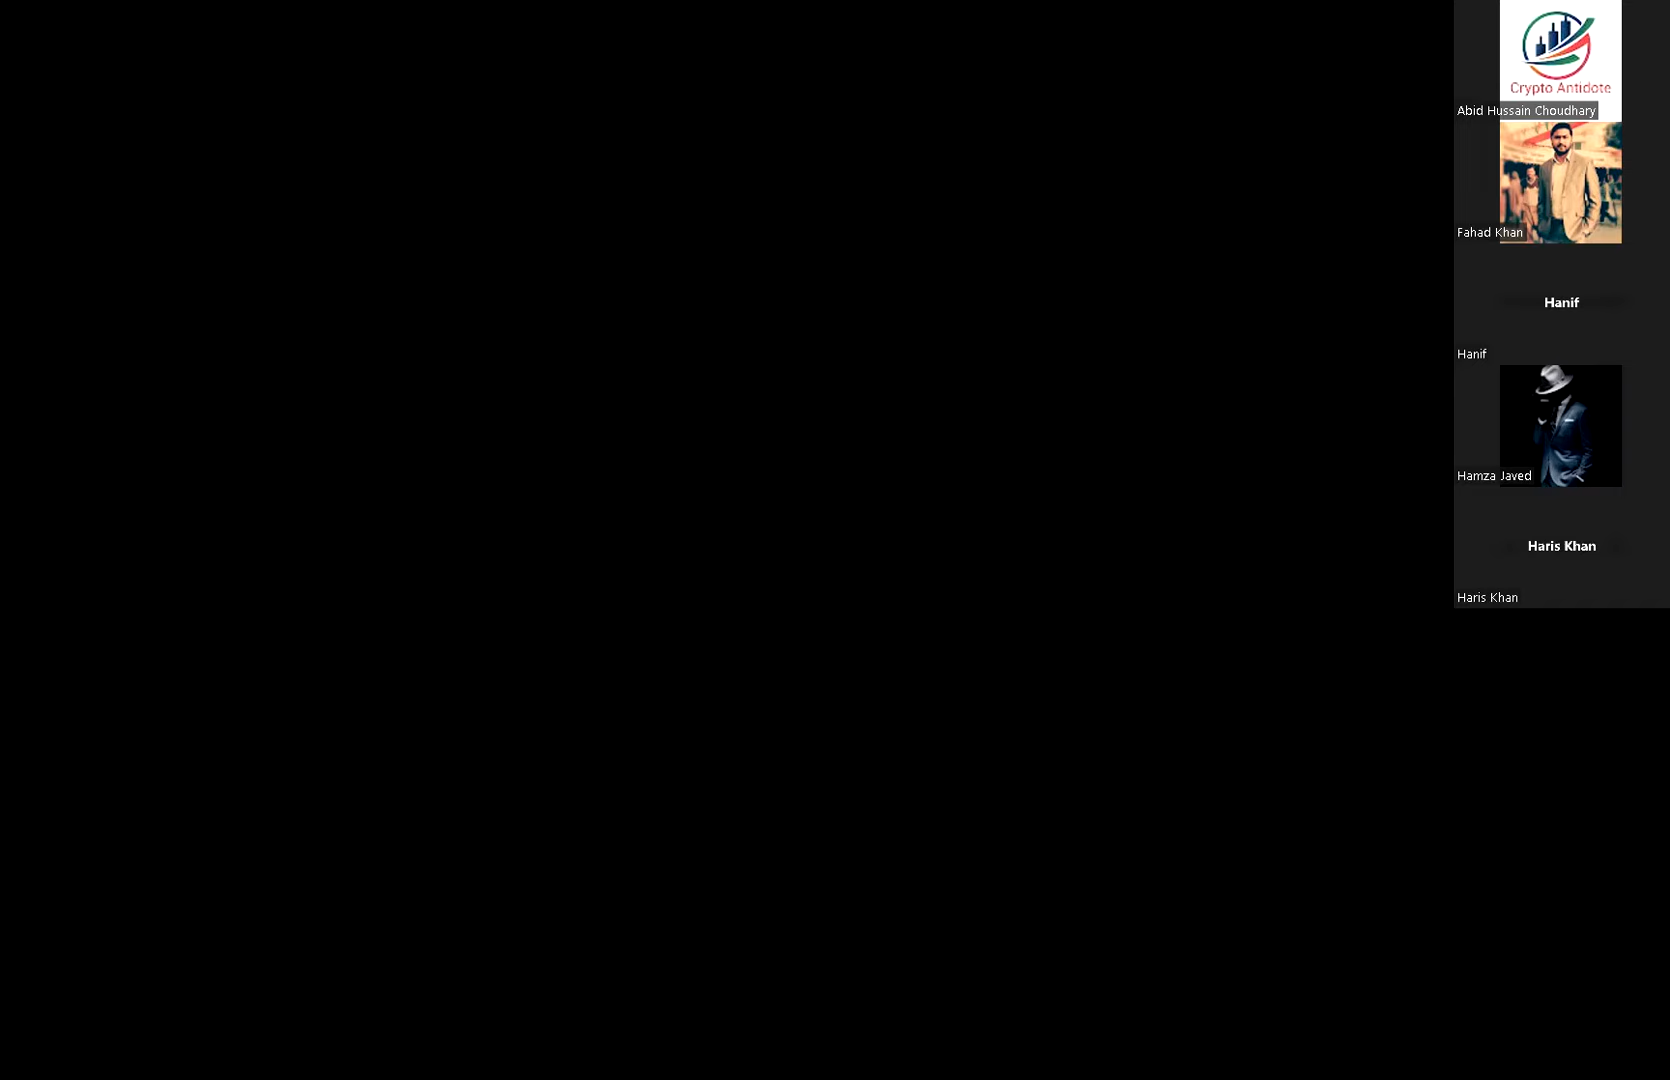 Crypto Antidote
Abid Hussain Choudhary
Fahad Khan
Hanif
Hanif
Hamza Javed
Haris Khan
Haris Khan